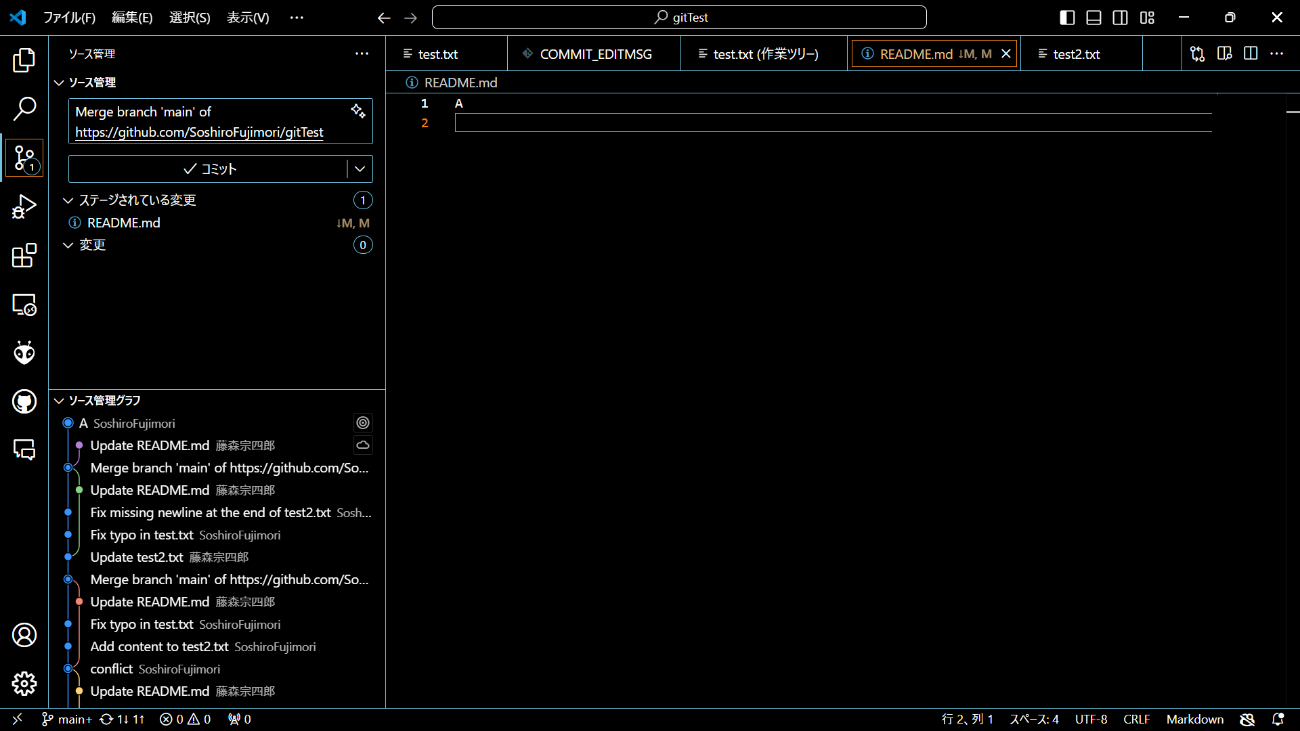 ファイル(F) 編集(E) 選択(S) 表示(V) ··· gitTest
ソース管理 ···
test.txt COMMIT_EDITMSG test.txt (作業ツリー) README.md ↓M, M test2.txt ···
ソース管理
README.md
Merge branch 'main' of
https://github.com/SoshiroFujimori/gitTest
1 A
2
1
コミット
ステージされている変更 1
README.md ↓M, M
変更 0
ソース管理グラフ
A SoshiroFujimori
Update README.md 藤森宗四郎
Merge branch 'main' of https://github.com/So...
Update README.md 藤森宗四郎
Fix missing newline at the end of test2.txt Sosh...
Fix typo in test.txt SoshiroFujimori
Update test2.txt 藤森宗四郎
Merge branch 'main' of https://github.com/So...
Update README.md 藤森宗四郎
Fix typo in test.txt SoshiroFujimori
Add content to test2.txt SoshiroFujimori
conflict SoshiroFujimori
Update README.md 藤森宗四郎
main+ 1↓ 1↑ 0 0 0 行 2、列 1 スペース: 4 UTF-8 CRLF Markdown